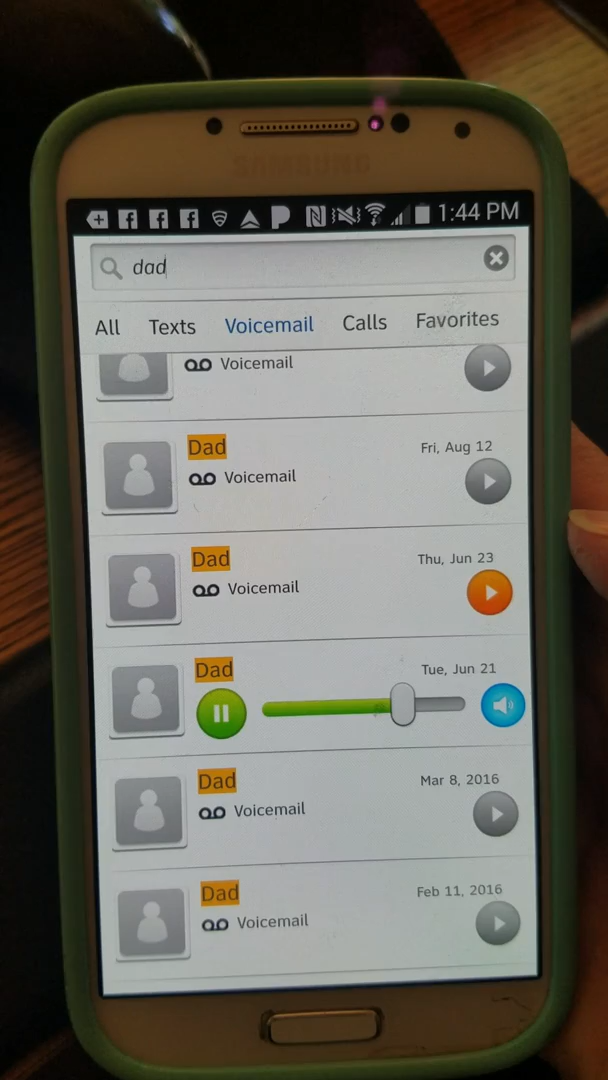 SAMSUNG
1:44 PM
dad
All Texts Voicemail Calls Favorites
Voicemail
Dad Fri, Aug 12
Voicemail
Dad Thu, Jun 23
Voicemail
Dad Tue, Jun 21
Dad Mar 8, 2016
Voicemail
Dad Feb 11, 2016
Voicemail